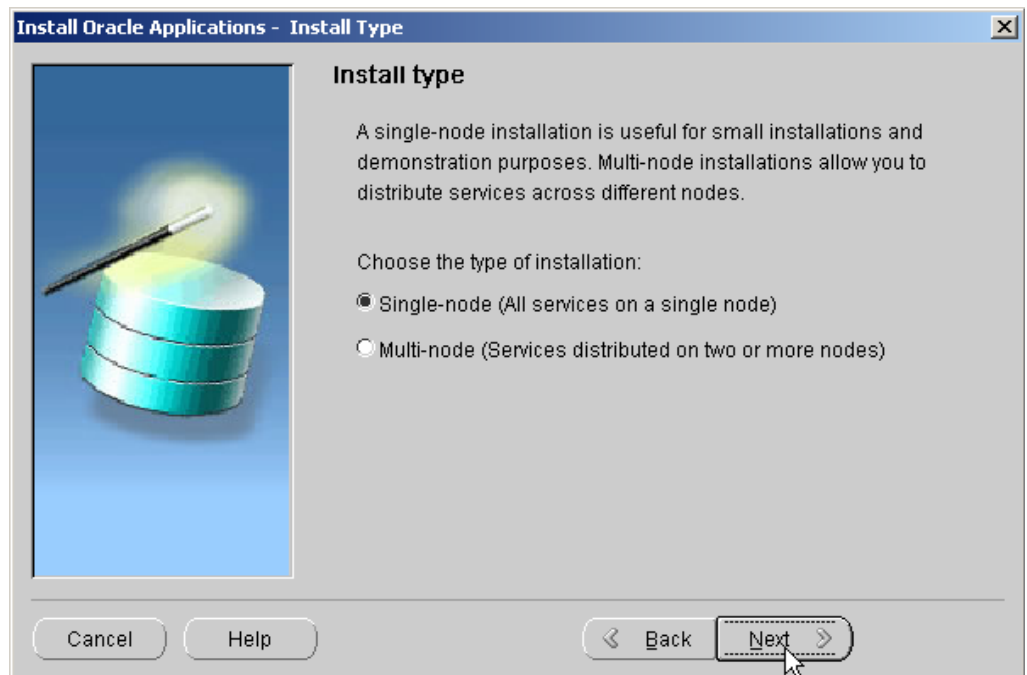 Install Oracle Applications - Install Type
Install type
A single-node installation is useful for small installations and
demonstration purposes. Multi-node installations allow you to
distribute services across different nodes.
Choose the type of installation:
Single-node (All services on a single node)
Multi-node (Services distributed on two or more nodes)
Cancel Help Back Next